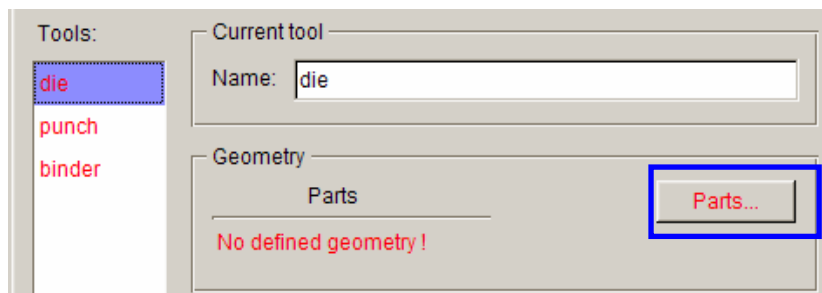 Tools:
die
punch
binder
Current tool
Name: die
Geometry
Parts
Parts...
No defined geometry !